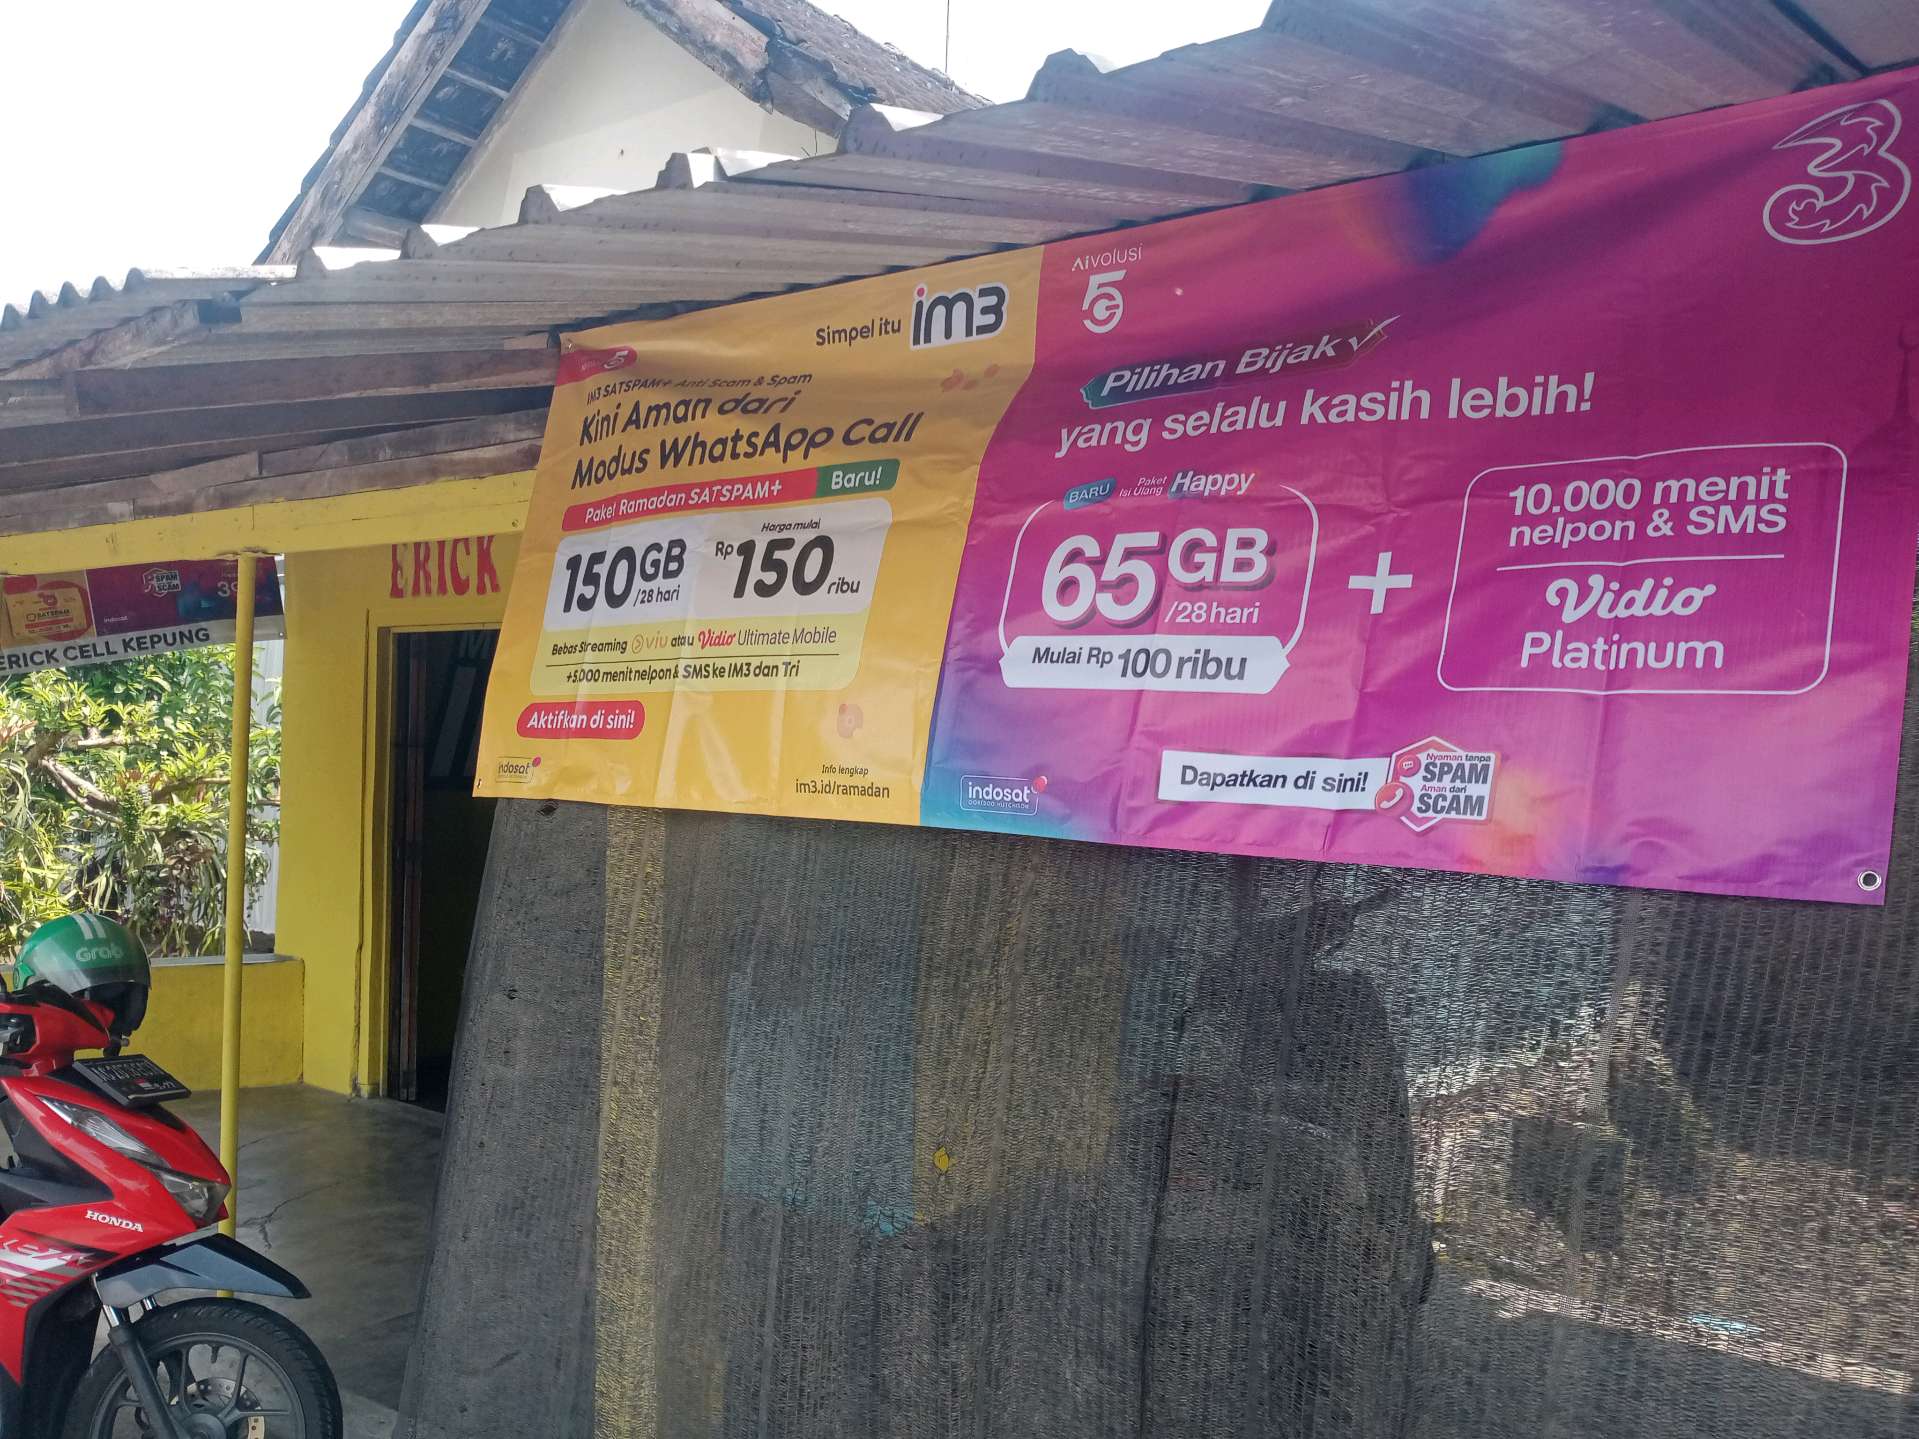 Simpel itu im3
IM3 SATSPAM+ Anti Scam & Spam
Kini Aman dari
Modus WhatsApp Call
Paket Ramadan SATSPAM+ Baru!
150GB
/28 hari
Harga mulai
Rp 150 ribu
Bebas Streaming viu atau Vidio Ultimate Mobile
+5.000 menit nelpon & SMS ke IM3 dan Tri
Aktifkan di sini!
indosat
Info lengkap
im3.id/ramadan
AIVOLUSI
5G
3
Pilihan Bijak
yang selalu kasih lebih!
BARU Paket Isi Ulang Happy
65GB
/28 hari
Mulai Rp 100 ribu
+
10.000 menit
nelpon & SMS
Vidio
Platinum
indosat
OOREDOO HUTCHISON
Dapatkan di sini!
Nyaman tanpa
SPAM
Aman dari
SCAM
ERICK
SATSPAM
indosat
SPAM
SCAM
ERICK CELL KEPUNG
Grab
HONDA